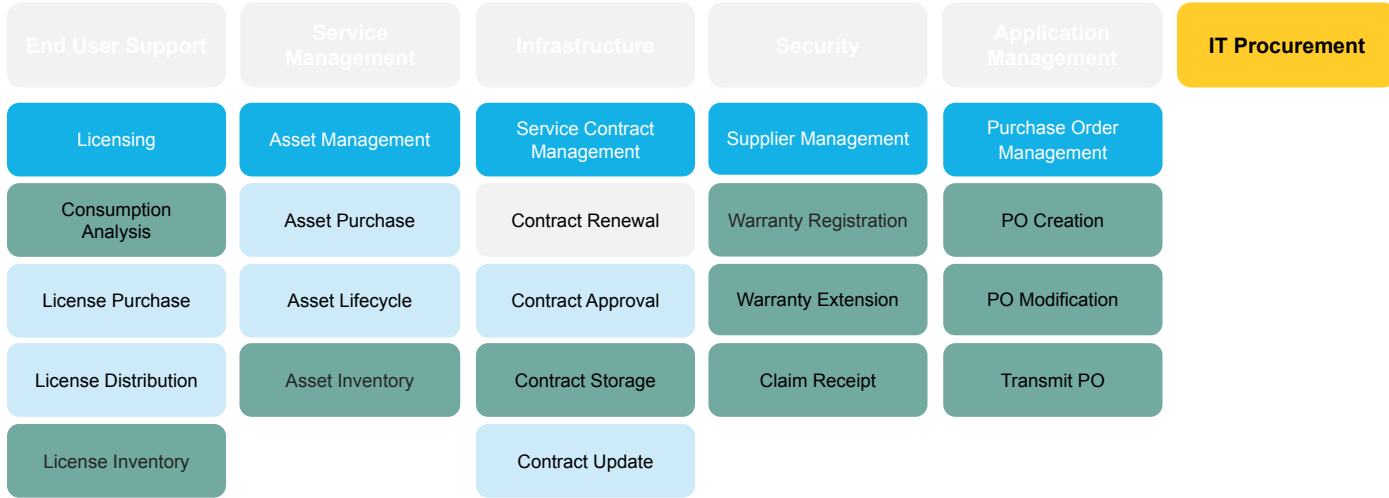 End User Support
Service
Management
Infrastructure
Security
Application
Management
IT Procurement
Licensing
Asset Management
Service Contract
Management
Supplier Management
Purchase Order
Management
Consumption
Analysis
Asset Purchase
Contract Renewal
Warranty Registration
PO Creation
License Purchase
Asset Lifecycle
Contract Approval
Warranty Extension
PO Modification
License Distribution
Asset Inventory
Contract Storage
Claim Receipt
Transmit PO
License Inventory
Contract Update